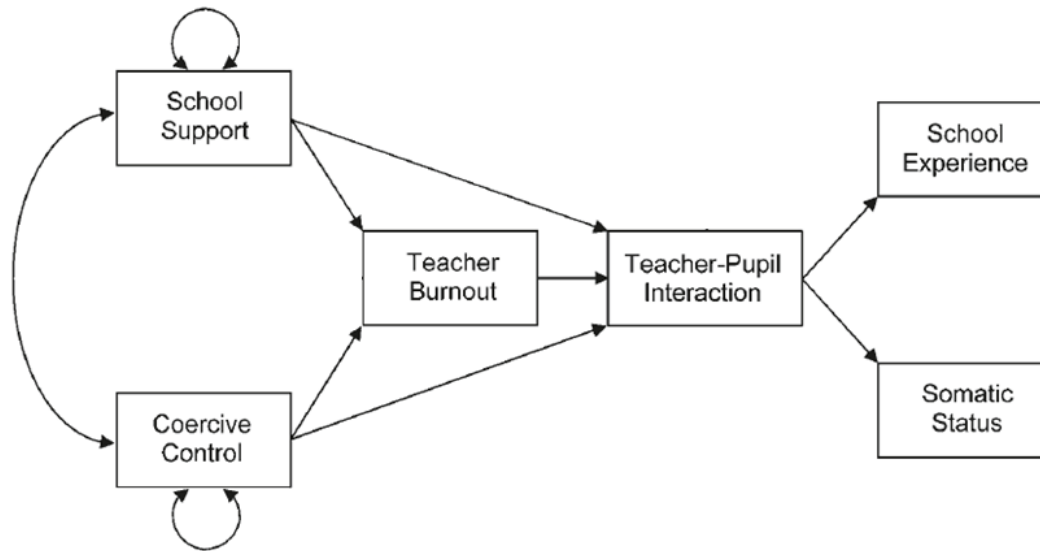 School
Support
School
Experience
Teacher
Burnout
Teacher-Pupil
Interaction
Coercive
Control
Somatic
Status